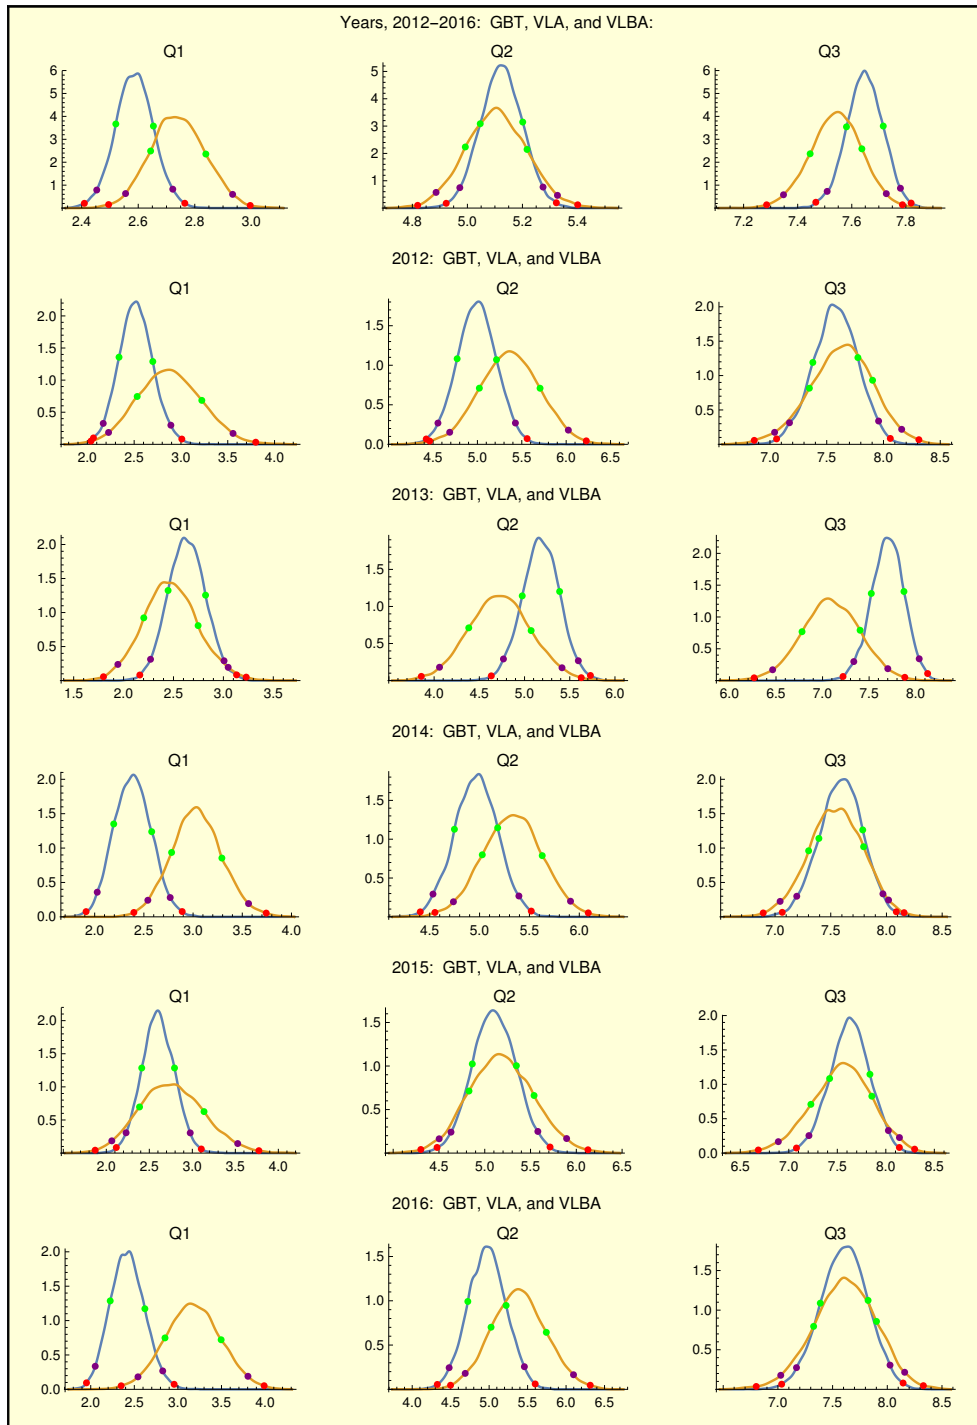 Years, 2012–2016: GBT, VLA, and VLBA:
Q1 Q2 Q3
6 5 4 3 2 1 2.4 2.6 2.8 3.0
5 4 3 2 1 4.8 5.0 5.2 5.4
6 5 4 3 2 1 7.2 7.4 7.6 7.8
2012: GBT, VLA, and VLBA
Q1 Q2 Q3
2.0 1.5 1.0 0.5 2.0 2.5 3.0 3.5 4.0
1.5 1.0 0.5 0.0 4.5 5.0 5.5 6.0 6.5
2.0 1.5 1.0 0.5 7.0 7.5 8.0 8.5
2013: GBT, VLA, and VLBA
Q1 Q2 Q3
2.0 1.5 1.0 0.5 1.5 2.0 2.5 3.0 3.5
1.5 1.0 0.5 4.0 4.5 5.0 5.5 6.0
2.0 1.5 1.0 0.5 6.0 6.5 7.0 7.5 8.0
2014: GBT, VLA, and VLBA
Q1 Q2 Q3
2.0 1.5 1.0 0.5 0.0 2.0 2.5 3.0 3.5 4.0
1.5 1.0 0.5 4.5 5.0 5.5 6.0
2.0 1.5 1.0 0.5 7.0 7.5 8.0 8.5
2015: GBT, VLA, and VLBA
Q1 Q2 Q3
2.0 1.5 1.0 0.5 2.0 2.5 3.0 3.5 4.0
1.5 1.0 0.5 4.5 5.0 5.5 6.0 6.5
2.0 1.5 1.0 0.5 0.0 6.5 7.0 7.5 8.0 8.5
2016: GBT, VLA, and VLBA
Q1 Q2 Q3
2.0 1.5 1.0 0.5 0.0 2.0 2.5 3.0 3.5 4.0
1.5 1.0 0.5 4.0 4.5 5.0 5.5 6.0 6.5
1.5 1.0 0.5 7.0 7.5 8.0 8.5